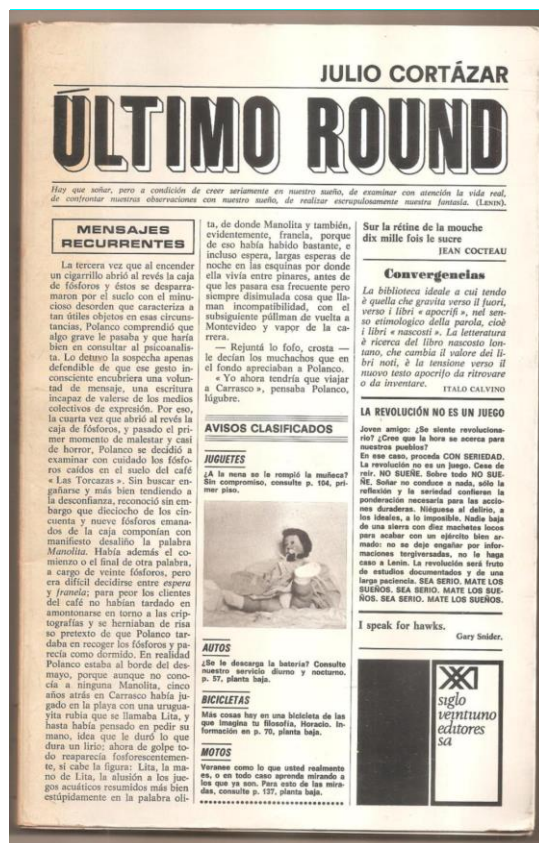 JULIO CORTÁZAR
ÚLTIMO ROUND
Hay que soñar, pero a condición de creer seriamente en nuestro sueño, de examinar con atención la vida real,
de confrontar nuestras observaciones con nuestro sueño, de realizar escrupulosamente nuestra fantasía. (LENIN).
MENSAJES
RECURRENTES
La tercera vez que al encender
un cigarrillo abrió al revés la caja
de fósforos y éstos se desparra-
maron por el suelo con el minu-
cioso desorden que caracteriza a
tan útiles objetos en esas circuns-
tancias, Polanco comprendió que
algo grave le pasaba y que haría
bien en consultar al psicoanalis-
ta. Lo detuvo la sospecha apenas
defendible de que ese gesto in-
consciente encubriera una volun-
tad de mensaje, una escritura
incapaz de valerse de los medios
colectivos de expresión. Por eso,
la cuarta vez que abrió al revés la
caja de fósforos, y pasado el pri-
mer momento de malestar y casi
de horror, Polanco se decidió a
examinar con cuidado los fósfo-
ros caídos en el suelo del café
« Las Torcazas ». Sin buscar en-
gañarse y más bien tendiendo a
la desconfianza, reconoció sin em-
bargo que dieciocho de los cin-
cuenta y nueve fósforos emana-
dos de la caja componían con
manifiesto desaliño la palabra
Manolita. Había además el co-
mienzo o el final de otra palabra,
a cargo de veinte fósforos, pero
era difícil decidirse entre espera
y franela; para peor los clientes
del café no habían tardado en
amontonarse en torno a las crip-
tografías y se herniaban de risa
so pretexto de que Polanco tar-
daba en recoger los fósforos y pa-
recía como dormido. En realidad
Polanco estaba al borde del des-
mayo, porque aunque no cono-
cía a ninguna Manolita, cinco
años atrás en Carrasco había ju-
gado en la playa con una urugua-
yita rubia que se llamaba Lita, y
hasta había pensado en pedir su
mano, idea que le duró lo que
dura un lirio; ahora de golpe to-
do reaparecía fosforescentemen-
te, si cabe la figura: Lita, la ma-
no de Lita, la alusión a los jue-
gos acuáticos resumidos más bien
estúpidamente en la palabra oli-
ta, de donde Manolita y también,
evidentemente, franela, porque
de eso había habido bastante, e
incluso espera, largas esperas de
noche en las esquinas por donde
ella vivía entre pinares, antes de
que les pasara esa frecuente pero
siempre disimulada cosa que lla-
man incompatibilidad, con el
subsiguiente púlman de vuelta a
Montevideo y vapor de la ca-
rrera.
— Rejuntá lo fofo, crosta —
le decían los muchachos que en
el fondo apreciaban a Polanco.
« Yo ahora tendría que viajar
a Carrasco », pensaba Polanco,
lúgubre.
AVISOS CLASIFICADOS
JUGUETES
¿A la nena se le rompió la muñeca?
Sin compromiso, consulte p. 104, pri-
mer piso.
AUTOS
¿Se le descarga la batería? Consulte
nuestro servicio diurno y nocturno.
p. 57, planta baja.
BICICLETAS
Más cosas hay en una bicicleta de las
que imagina tu filosofía, Horacio. In-
formación en p. 70, planta baja.
MOTOS
Veranee como lo que usted realmente
es, o en todo caso aprenda mirando a
los que ya son. Para esto de las mira-
das, consulte p. 137, planta baja.
Sur la rétine de la mouche
dix mille fois le sucre
JEAN COCTEAU
Convergencias
La biblioteca ideale a cui tendo
è quella che gravita verso il fuori,
verso i libri « apocrifi », nel sen-
so etimologico della parola, cioè
i libri « nascosti ». La letteratura
è ricerca del libro nascosto lon-
tano, che cambia il valore dei li-
bri noti, è la tensione verso il
nuovo testo apocrifo da ritrovare
o da inventare.
ITALO CALVINO
LA REVOLUCIÓN NO ES UN JUEGO
Joven amigo: ¿Se siente revoluciona-
rio? ¿Cree que la hora se acerca para
nuestros pueblos?
En ese caso, proceda CON SERIEDAD.
La revolución no es un juego. Cese de
reír. NO SUEÑE. Sobre todo NO SUE-
ÑE. Soñar no conduce a nada, sólo la
reflexión y la seriedad confieren la
ponderación necesaria para las accio-
nes duraderas. Niéguese al delirio, a
los ideales, a lo imposible. Nadie baja
de una sierra con diez machetes locos
para acabar con un ejército bien ar-
mado: no se deje engañar por infor-
maciones tergiversadas, no le haga
caso a Lenin. La revolución será fruto
de estudios documentados y de una
larga paciencia. SEA SERIO. MATE LOS
SUEÑOS. SEA SERIO. MATE LOS SUE-
ÑOS. SEA SERIO. MATE LOS SUEÑOS.
I speak for hawks.
Gary Snider.
siglo
veintiuno
editores
sa